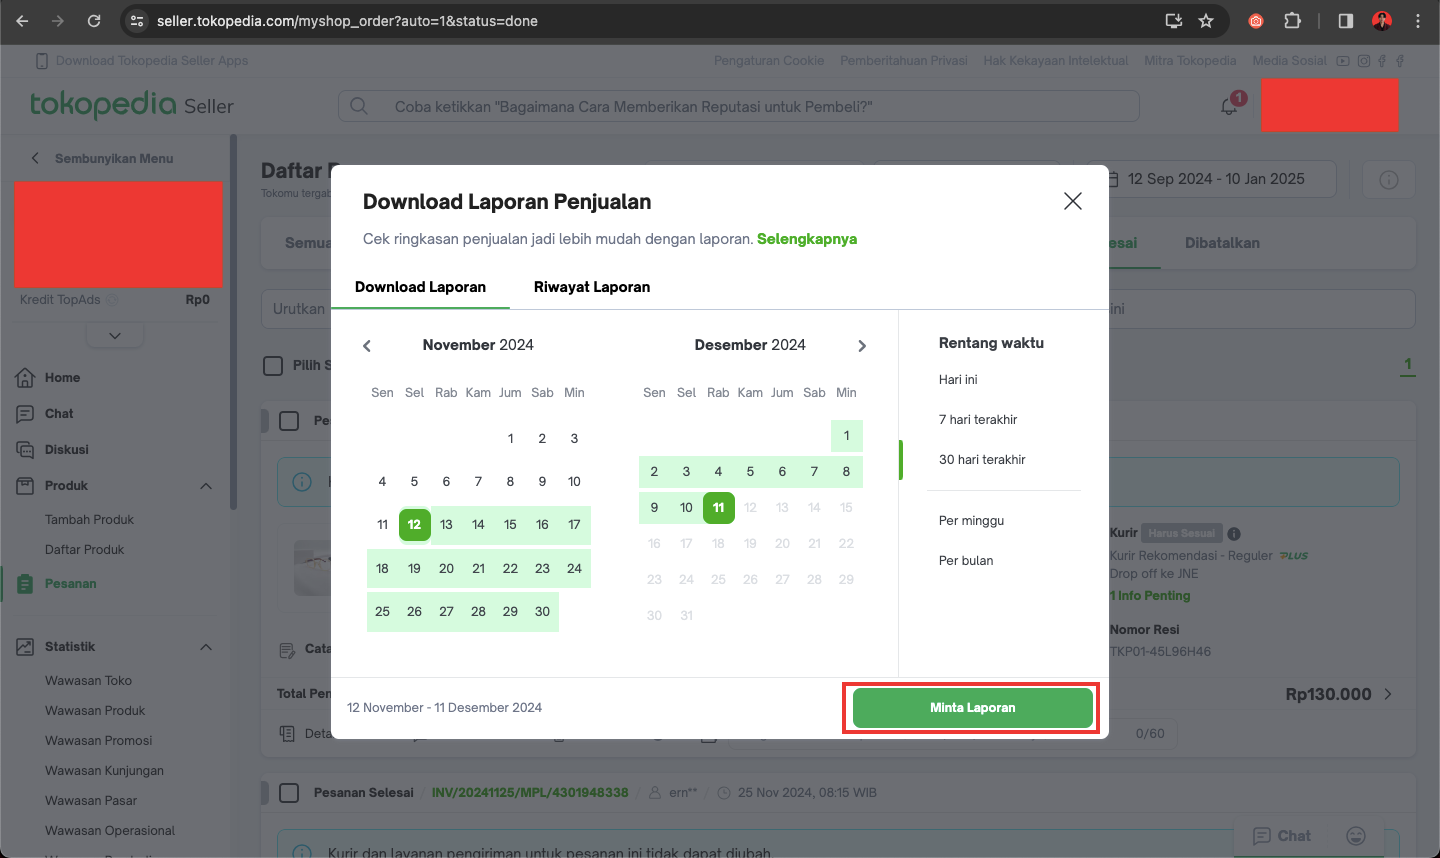 seller.tokopedia.com/myshop_order?auto=1&status=done
Download Tokopedia Seller Apps
Pengaturan Cookie Pemberitahuan Privasi Hak Kekayaan Intelektual Mitra Tokopedia Media Sosial
tokopedia Seller
Coba ketikkan "Bagaimana Cara Memberikan Reputasi untuk Pembeli?"
1
Sembunyikan Menu
Kredit TopAds Rp0
Home
Chat
Diskusi
Produk
Tambah Produk
Daftar Produk
Pesanan
Statistik
Wawasan Toko
Wawasan Produk
Wawasan Promosi
Wawasan Kunjungan
Wawasan Pasar
Wawasan Operasional
Daftar
Tokomu
12 Sep 2024 - 10 Jan 2025
Dibatalkan
Urutkan
Pilih
1
Download Laporan Penjualan
Cek ringkasan penjualan jadi lebih mudah dengan laporan. Selengkapnya
Download Laporan Riwayat Laporan
November 2024
Sen Sel Rab Kam Jum Sab Min
1 2 3
4 5 6 7 8 9 10
11 12 13 14 15 16 17
18 19 20 21 22 23 24
25 26 27 28 29 30
Desember 2024
Sen Sel Rab Kam Jum Sab Min
1
2 3 4 5 6 7 8
9 10 11 12 13 14 15
16 17 18 19 20 21 22
23 24 25 26 27 28 29
30 31
Rentang waktu
Hari ini
7 hari terakhir
30 hari terakhir
Per minggu
Per bulan
12 November - 11 Desember 2024
Minta Laporan
Kurir Harus Sesuai
Kurir Rekomendasi - Reguler PLUS
Drop off ke JNE
1 Info Penting
Nomor Resi
TKP01-45L96H46
Rp130.000
0/60
Pesanan Selesai / INV/20241125/MPL/4301948338 / ern** / 25 Nov 2024, 08:15 WIB
Kurir dan layanan pengiriman untuk pesanan ini tidak dapat diubah.
Chat